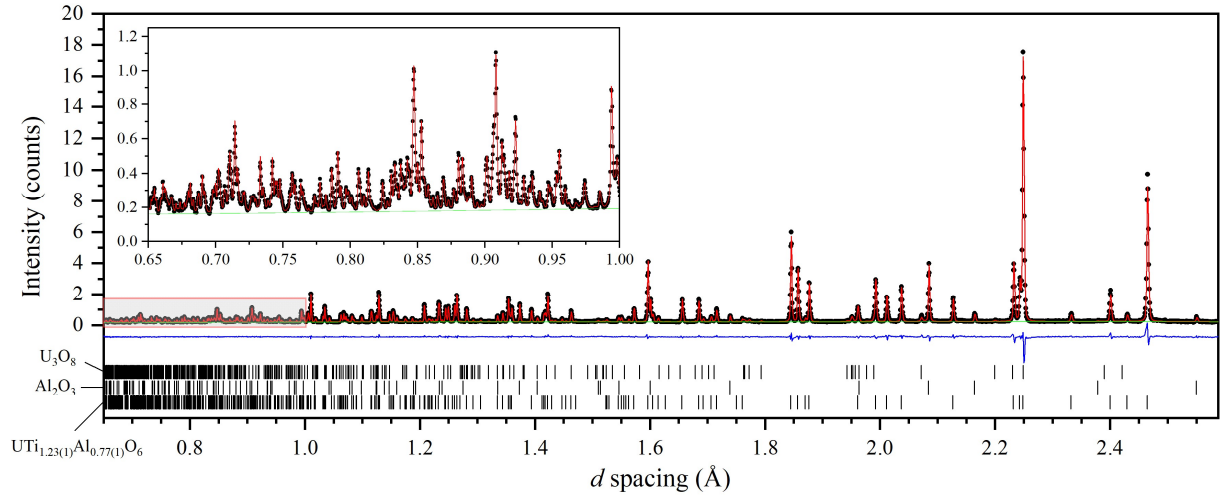 20
18
16
14
12
10
8
6
4
2
0
Intensity (counts)
1.2
1.0
0.8
0.6
0.4
0.2
0.0
0.65 0.70 0.75 0.80 0.85 0.90 0.95 1.00
U₃O₈
Al₂O₃
UTi₁.₂₃₍₁₎Al₀.₇₇₍₁₎O₆
0.8 1.0 1.2 1.4 1.6 1.8 2.0 2.2 2.4
d spacing (Å)